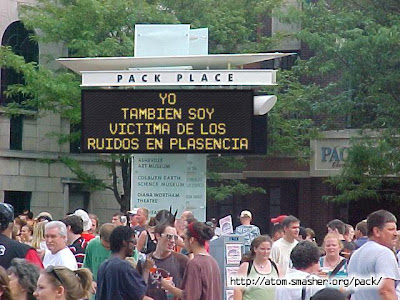 PACK PLACE
YO
TAMBIEN SOY
VICTIMA DE LOS
RUIDOS EN PLASENCIA
ASHEVILLE
ART MUSEUM
COLBURN EARTH
SCIENCE MUSEUM
DIANA WORTHAM
THEATRE
PAC
http://atom.smasher.org/pack/